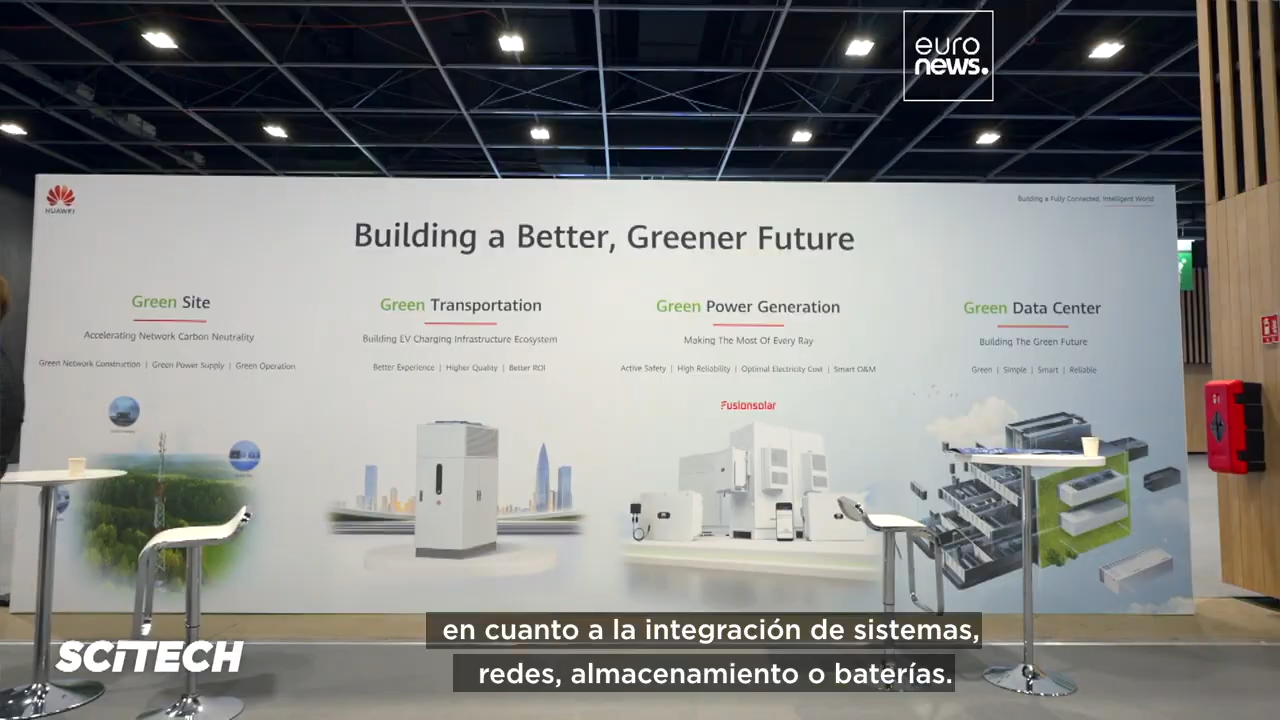 euro
news.
HUAWEI
Building a Fully Connected, Intelligent World
Building a Better, Greener Future
Green Site
Accelerating Network Carbon Neutrality
Green Network Construction | Green Power Supply | Green Operation
Green Transportation
Building EV Charging Infrastructure Ecosystem
Better Experience | Higher Quality | Better ROI
Green Power Generation
Making The Most Of Every Ray
Active Safety | High Reliability | Optimal Electricity Cost | Smart O&M
Fusionsolar
Green Data Center
Building The Green Future
Green | Simple | Smart | Reliable
en cuanto a la integración de sistemas,
redes, almacenamiento o baterías.
SCITECH